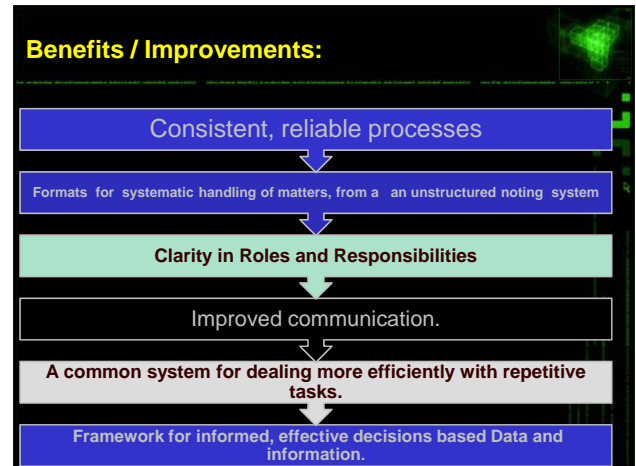 Benefits / Improvements:
Consistent, reliable processes
Formats for systematic handling of matters, from a an unstructured noting system
Clarity in Roles and Responsibilities
Improved communication.
A common system for dealing more efficiently with repetitive
tasks.
Framework for informed, effective decisions based Data and
information.